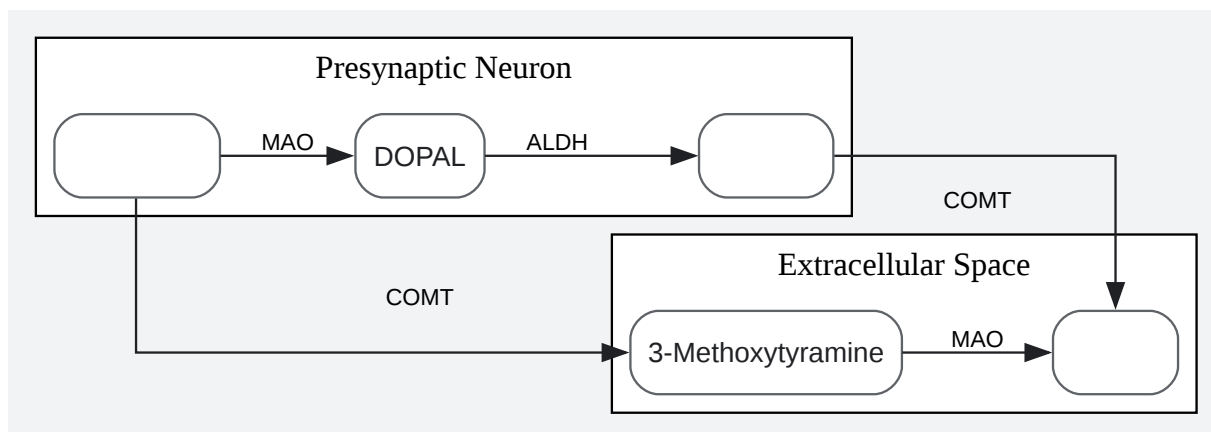 Presynaptic Neuron
MAO
DOPAL
ALDH
COMT
Extracellular Space
COMT
3-Methoxytyramine
MAO